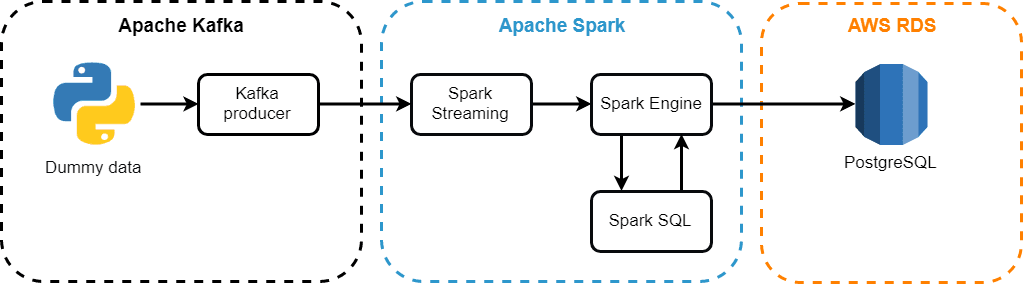 Apache Kafka
Apache Spark
AWS RDS
Kafka
producer
Spark
Streaming
Spark Engine
Dummy data
PostgreSQL
Spark SQL